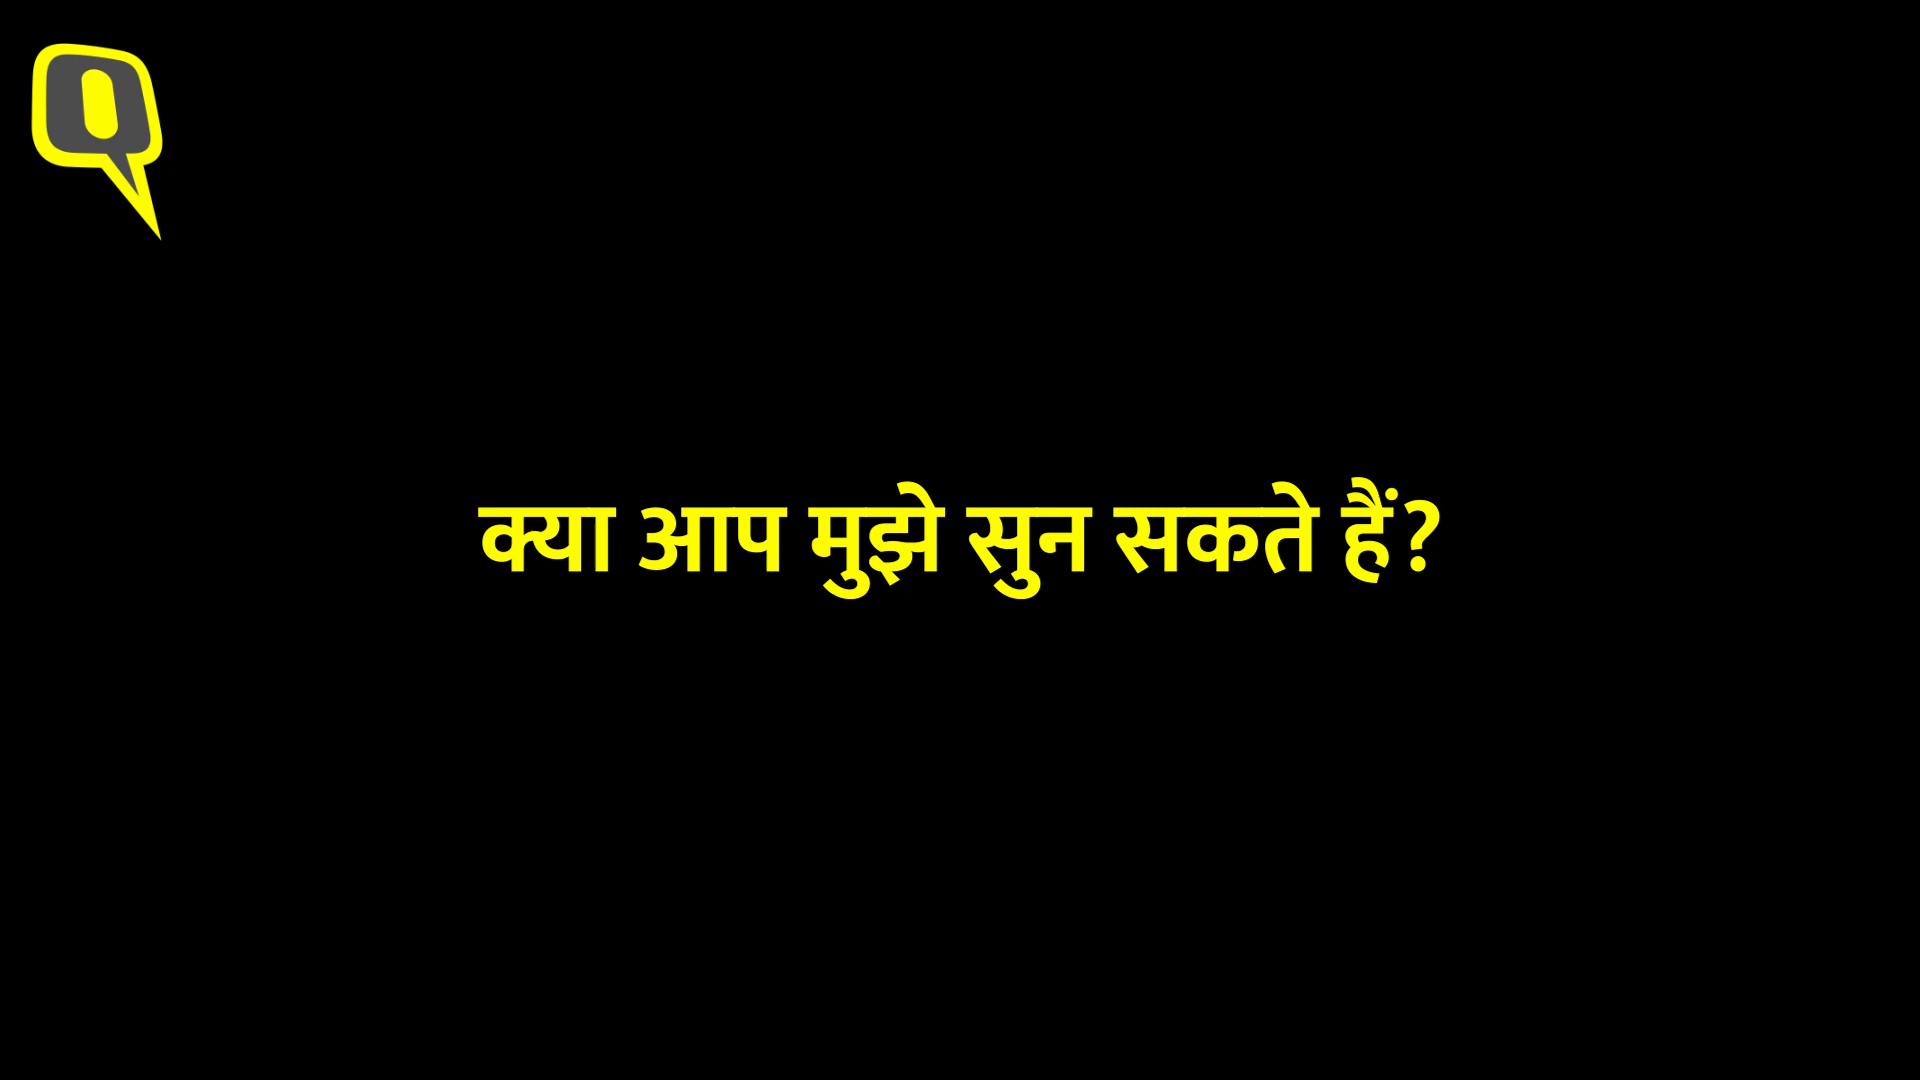 क्या आप मुझे सुन सकते हैं?